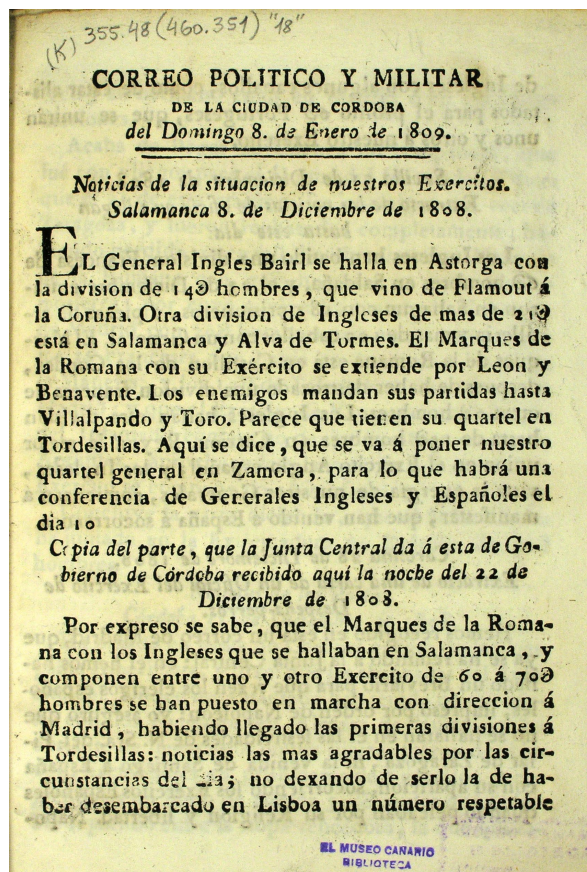 (K) 355.48(460.351) "18"
CORREO POLITICO Y MILITAR
DE LA CIUDAD DE CORDOBA
del Domingo 8. de Enero de 1809.
Noticias de la situacion de nuestros Exercitos.
Salamanca 8. de Diciembre de 1808.
EL General Ingles Bairl se halla en Astorga con
la division de 14Ͽ hombres, que vino de Flamout á
la Coruña. Otra division de Ingleses de mas de 21Ͽ
está en Salamanca y Alva de Tormes. El Marques de
la Romana con su Exército se extiende por Leon y
Benavente. Los enemigos mandan sus partidas hasta
Villalpando y Toro. Parece que tienen su quartel en
Tordesillas. Aquí se dice, que se va á poner nuestro
quartel general en Zamora, para lo que habrá una
conferencia de Generales Ingleses y Españoles el
dia 10
Copia del parte, que la Junta Central da á esta de Go-
bierno de Córdoba recibido aquí la noche del 22 de
Diciembre de 1808.
Por expreso se sabe, que el Marques de la Roma-
na con los Ingleses que se hallaban en Salamanca, y
componen entre uno y otro Exercito de 60 á 70Ͽ
hombres se han puesto en marcha con direccion á
Madrid, habiendo llegado las primeras divisiones á
Tordesillas: noticias las mas agradables por las cir-
cunstancias del dia; no dexando de serlo la de ha-
ber desembarcado en Lisboa un número respetable
EL MUSEO CANARIO
BIBLIOTECA